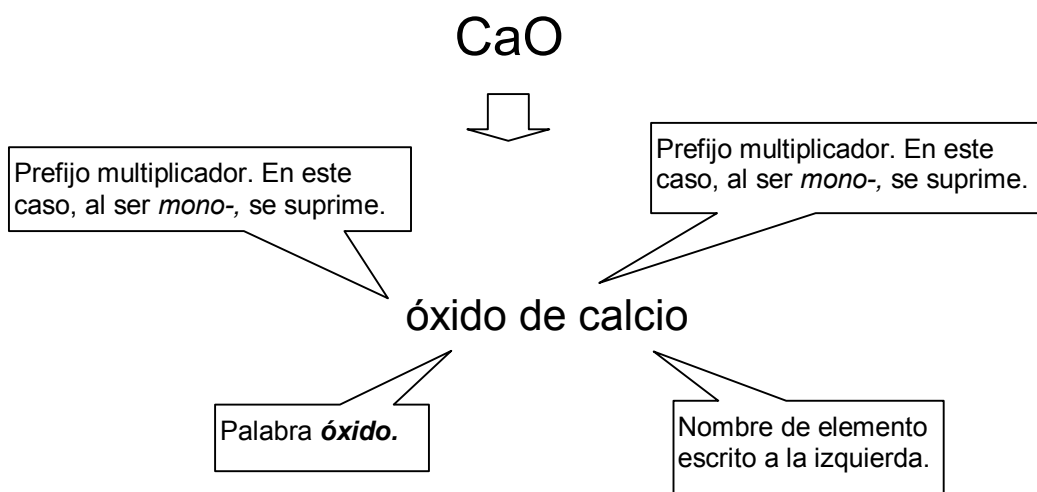 CaO
Prefijo multiplicador. En este
caso, al ser mono-, se suprime.
Prefijo multiplicador. En este
caso, al ser mono-, se suprime.
óxido de calcio
Palabra óxido.
Nombre de elemento
escrito a la izquierda.